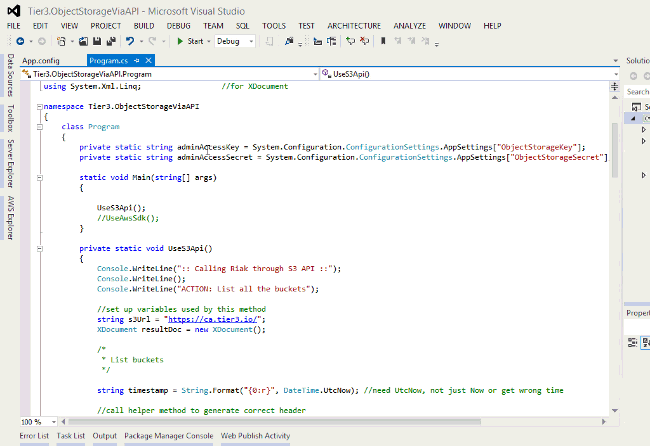 Tier3.ObjectStorageViaAPI - Microsoft Visual Studio
FILE EDIT VIEW PROJECT BUILD DEBUG TEAM SQL TOOLS TEST ARCHITECTURE ANALYZE WINDOW HELP
Start Debug
App.config Program.cs
Solutio
Tier3.ObjectStorageViaAPI.Program UseS3Api()
Data Sources
Toolbox
Server Explorer
AWS Explorer
Search
using System.Xml.Linq; //for XDocument
namespace Tier3.ObjectStorageViaAPI
{
class Program
{
private static string adminAccessKey = System.Configuration.ConfigurationSettings.AppSettings["ObjectStorageKey"];
private static string adminAccessSecret = System.Configuration.ConfigurationSettings.AppSettings["ObjectStorageSecret"]
static void Main(string[] args)
{
UseS3Api();
//UseAwsSdk();
}
private static void UseS3Api()
{
Console.WriteLine(":: Calling Riak through S3 API ::");
Console.WriteLine();
Console.WriteLine("ACTION: List all the buckets");
//set up variables used by this method
string s3Url = "https://ca.tier3.io/";
XDocument resultDoc = new XDocument();
/*
* List buckets
*/
string timestamp = String.Format("{0:r}", DateTime.UtcNow); //need UtcNow, not just Now or get wrong time
//call helper method to generate correct header
Propert
100 %
Error List Task List Output Package Manager Console Web Publish Activity